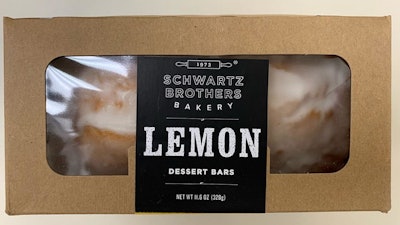 1973
SCHWARTZ
BROTHERS
BAKERY
LEMON
DESSERT BARS
NET WT 11.6 OZ (328g)